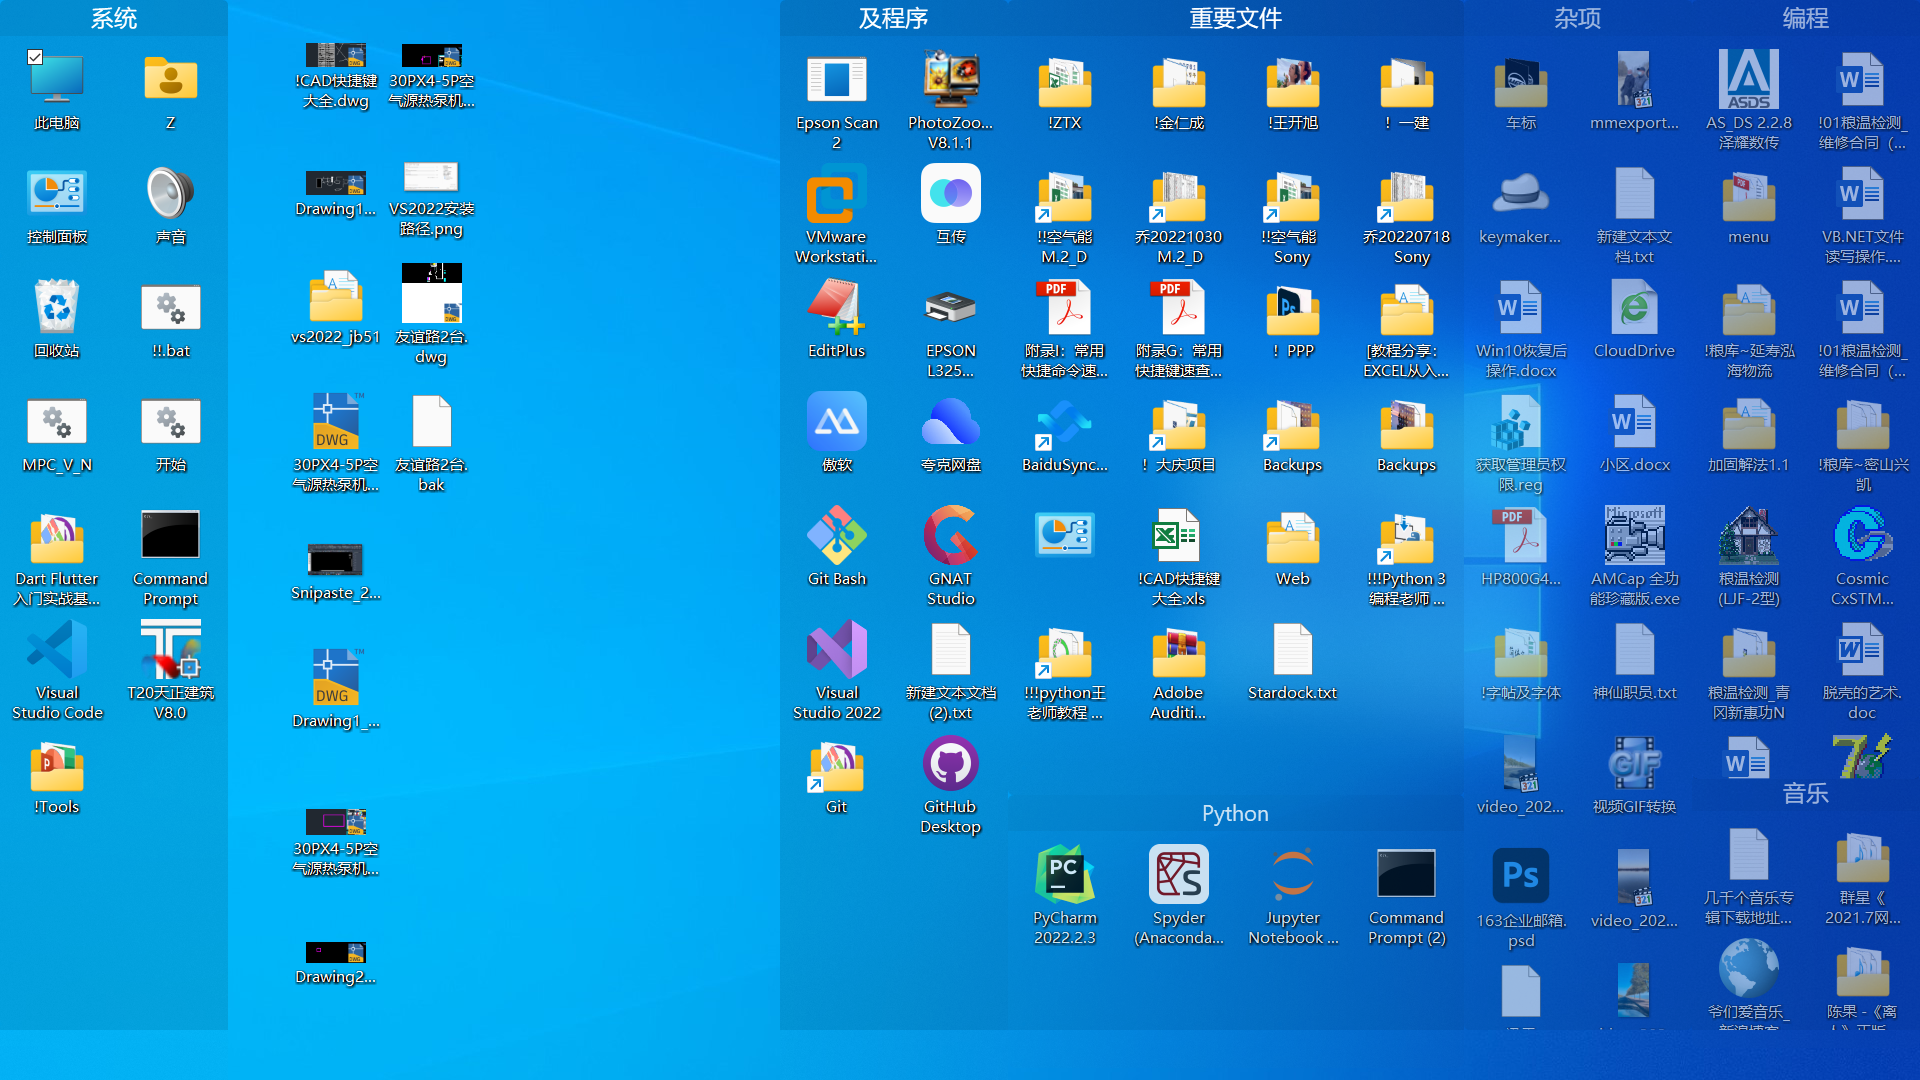 系统
此电脑
Z
控制面板
声音
回收站
!!.bat
MPC_V_N
开始
Dart Flutter
入门实战基...
Command
Prompt
Visual
Studio Code
T20天正建筑
V8.0
!Tools
!CAD快捷键
大全.dwg
30PX4-5P空
气源热泵机...
Drawing1...
VS2022安装
路径.png
vs2022_jb51
友谊路2台.
dwg
30PX4-5P空
气源热泵机...
友谊路2台.
bak
Snipaste_2...
Drawing1_...
30PX4-5P空
气源热泵机...
Drawing2...
及程序
Epson Scan
2
PhotoZoo...
V8.1.1
VMware
Workstati...
互传
EditPlus
EPSON
L325...
傲软
夸克网盘
Git Bash
GNAT
Studio
Visual
Studio 2022
新建文本文档
(2).txt
Git
GitHub
Desktop
重要文件
!ZTX
!金仁成
!王开旭
！一建
!!空气能
M.2_D
乔20221030
M.2_D
!!空气能
Sony
乔20220718
Sony
附录I：常用
快捷命令速...
附录G：常用
快捷键速查...
！PPP
[教程分享：
EXCEL从入...
BaiduSync...
！大庆项目
Backups
Backups
!CAD快捷键
大全.xls
Web
!!!Python 3
编程老师 ...
!!!python王
老师教程 ...
Adobe
Auditi...
Stardock.txt
Python
PyCharm
2022.2.3
Spyder
(Anaconda...
Jupyter
Notebook ...
Command
Prompt (2)
杂项
车标
mmexport...
keymaker...
新建文本文
档.txt
Win10恢复后
操作.docx
CloudDrive
获取管理员权
限.reg
小区.docx
HP800G4...
AMCap 全功
能珍藏版.exe
!字帖及字体
神仙职员.txt
video_202...
视频GIF转换
163企业邮箱.
psd
video_202...
编程
AS_DS 2.2.8
泽耀数传
!01粮温检测_
维修合同（...
menu
VB.NET文件
读写操作....
!粮库~延寿泓
海物流
!01粮温检测_
维修合同（...
加固解法1.1
!粮库~密山兴
凯
粮温检测
(LJF-2型)
Cosmic
CxSTM...
粮温检测_青
冈新惠功N
脱壳的艺术.
doc
音乐
几千个音乐专
辑下载地址...
群星《
2021.7网...
爷们爱音乐_
陈果 -《离